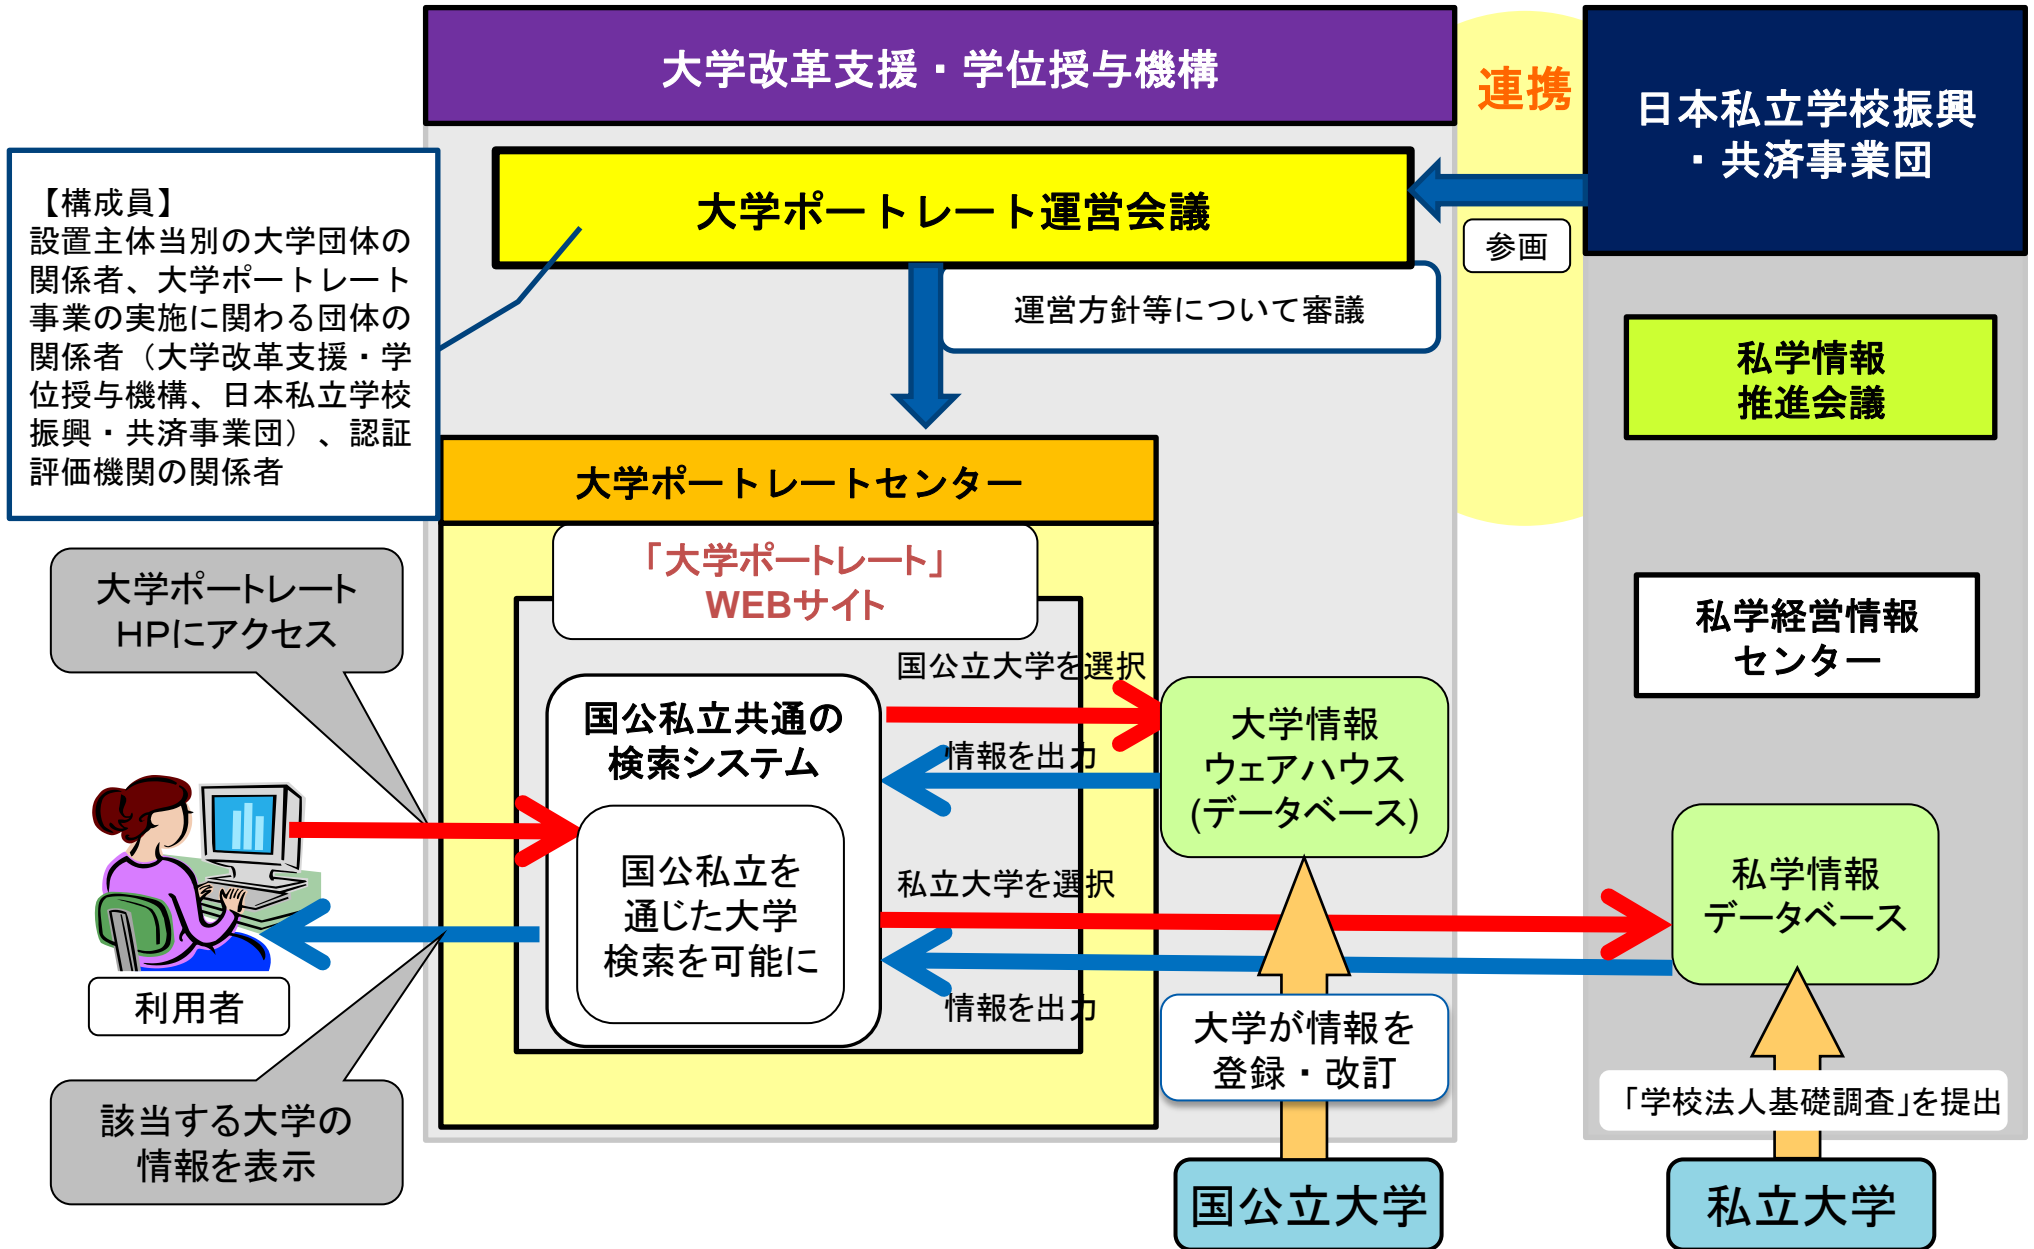 大学改革支援・学位授与機構
連携
日本私立学校振興
・共済事業団
大学ポートレート運営会議
参画
【構成員】
設置主体当別の大学団体の
関係者、大学ポートレート
事業の実施に関わる団体の
関係者（大学改革支援・学
位授与機構、日本私立学校
振興・共済事業団）、認証
評価機関の関係者
運営方針等について審議
私学情報
推進会議
大学ポートレートセンター
「大学ポートレート」
WEBサイト
大学ポートレート
HPにアクセス
私学経営情報
センター
国公立大学を選択
国公私立共通の
検索システム
情報を出力
大学情報
ウェアハウス
(データベース)
国公私立を
通じた大学
検索を可能に
私立大学を選択
私学情報
データベース
情報を出力
利用者
大学が情報を
登録・改訂
「学校法人基礎調査」を提出
該当する大学の
情報を表示
国公立大学
私立大学